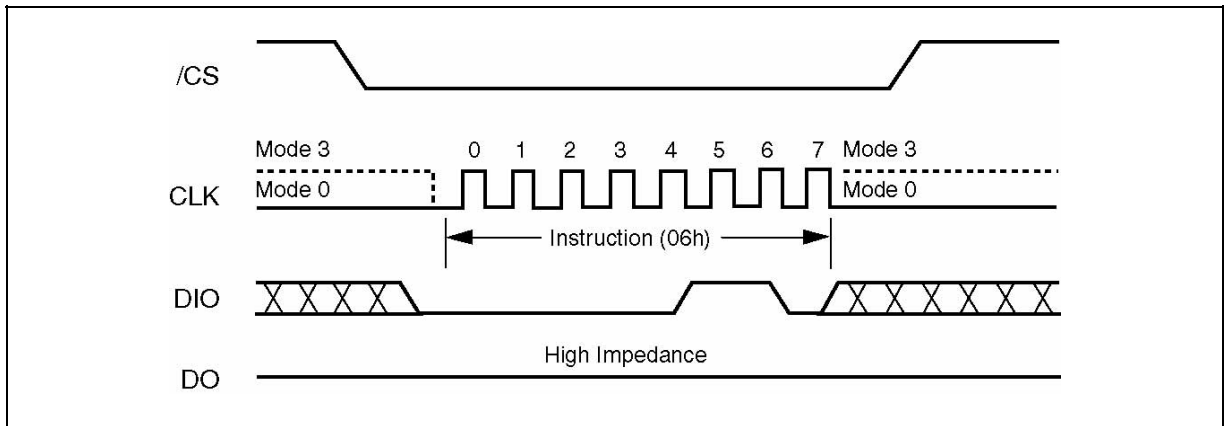 /CS
Mode 3 0 1 2 3 4 5 6 7 Mode 3
CLK Mode 0 Mode 0
Instruction (06h)
DIO
High Impedance
DO